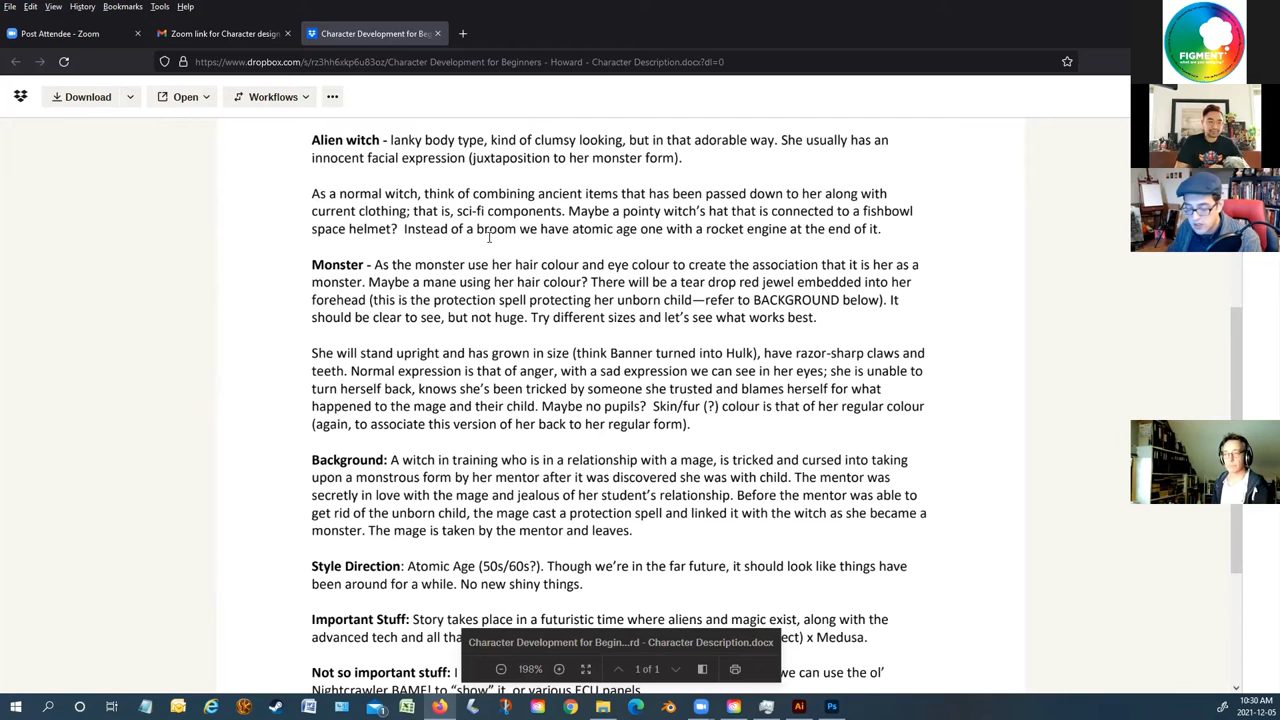 File Edit View History Bookmarks Tools Help
Post Attendee - Zoom
Zoom link for Character design
Character Development for Beg
https://www.dropbox.com/s/rz3hh6xkp6u83oz/Character Development for Beginners - Howard - Character Description.docx?dl=0
Download Open Workflows
FIGMENT
Alien witch - lanky body type, kind of clumsy looking, but in that adorable way. She usually has an
innocent facial expression (juxtaposition to her monster form).
As a normal witch, think of combining ancient items that has been passed down to her along with
current clothing; that is, sci-fi components. Maybe a pointy witch's hat that is connected to a fishbowl
space helmet? Instead of a broom we have atomic age one with a rocket engine at the end of it.
Monster - As the monster use her hair colour and eye colour to create the association that it is her as a
monster. Maybe a mane using her hair colour? There will be a tear drop red jewel embedded into her
forehead (this is the protection spell protecting her unborn child—refer to BACKGROUND below). It
should be clear to see, but not huge. Try different sizes and let's see what works best.
She will stand upright and has grown in size (think Banner turned into Hulk), have razor-sharp claws and
teeth. Normal expression is that of anger, with a sad expression we can see in her eyes; she is unable to
turn herself back, knows she's been tricked by someone she trusted and blames herself for what
happened to the mage and their child. Maybe no pupils? Skin/fur (?) colour is that of her regular colour
(again, to associate this version of her back to her regular form).
Background: A witch in training who is in a relationship with a mage, is tricked and cursed into taking
upon a monstrous form by her mentor after it was discovered she was with child. The mentor was
secretly in love with the mage and jealous of her student's relationship. Before the mentor was able to
get rid of the unborn child, the mage cast a protection spell and linked it with the witch as she became a
monster. The mage is taken by the mentor and leaves.
Style Direction: Atomic Age (50s/60s?). Though we're in the far future, it should look like things have
been around for a while. No new shiny things.
Important Stuff: Story takes place in a futuristic time where aliens and magic exist, along with the
advanced tech and all tha ect) x Medusa.
Character Development for Begin...rd - Character Description.docx
198% 1 of 1
Not so important stuff: I we can use the ol'
Nightcrawler BAMF! to "show" it, or various ECU panels.
10:30 AM
2021-12-05